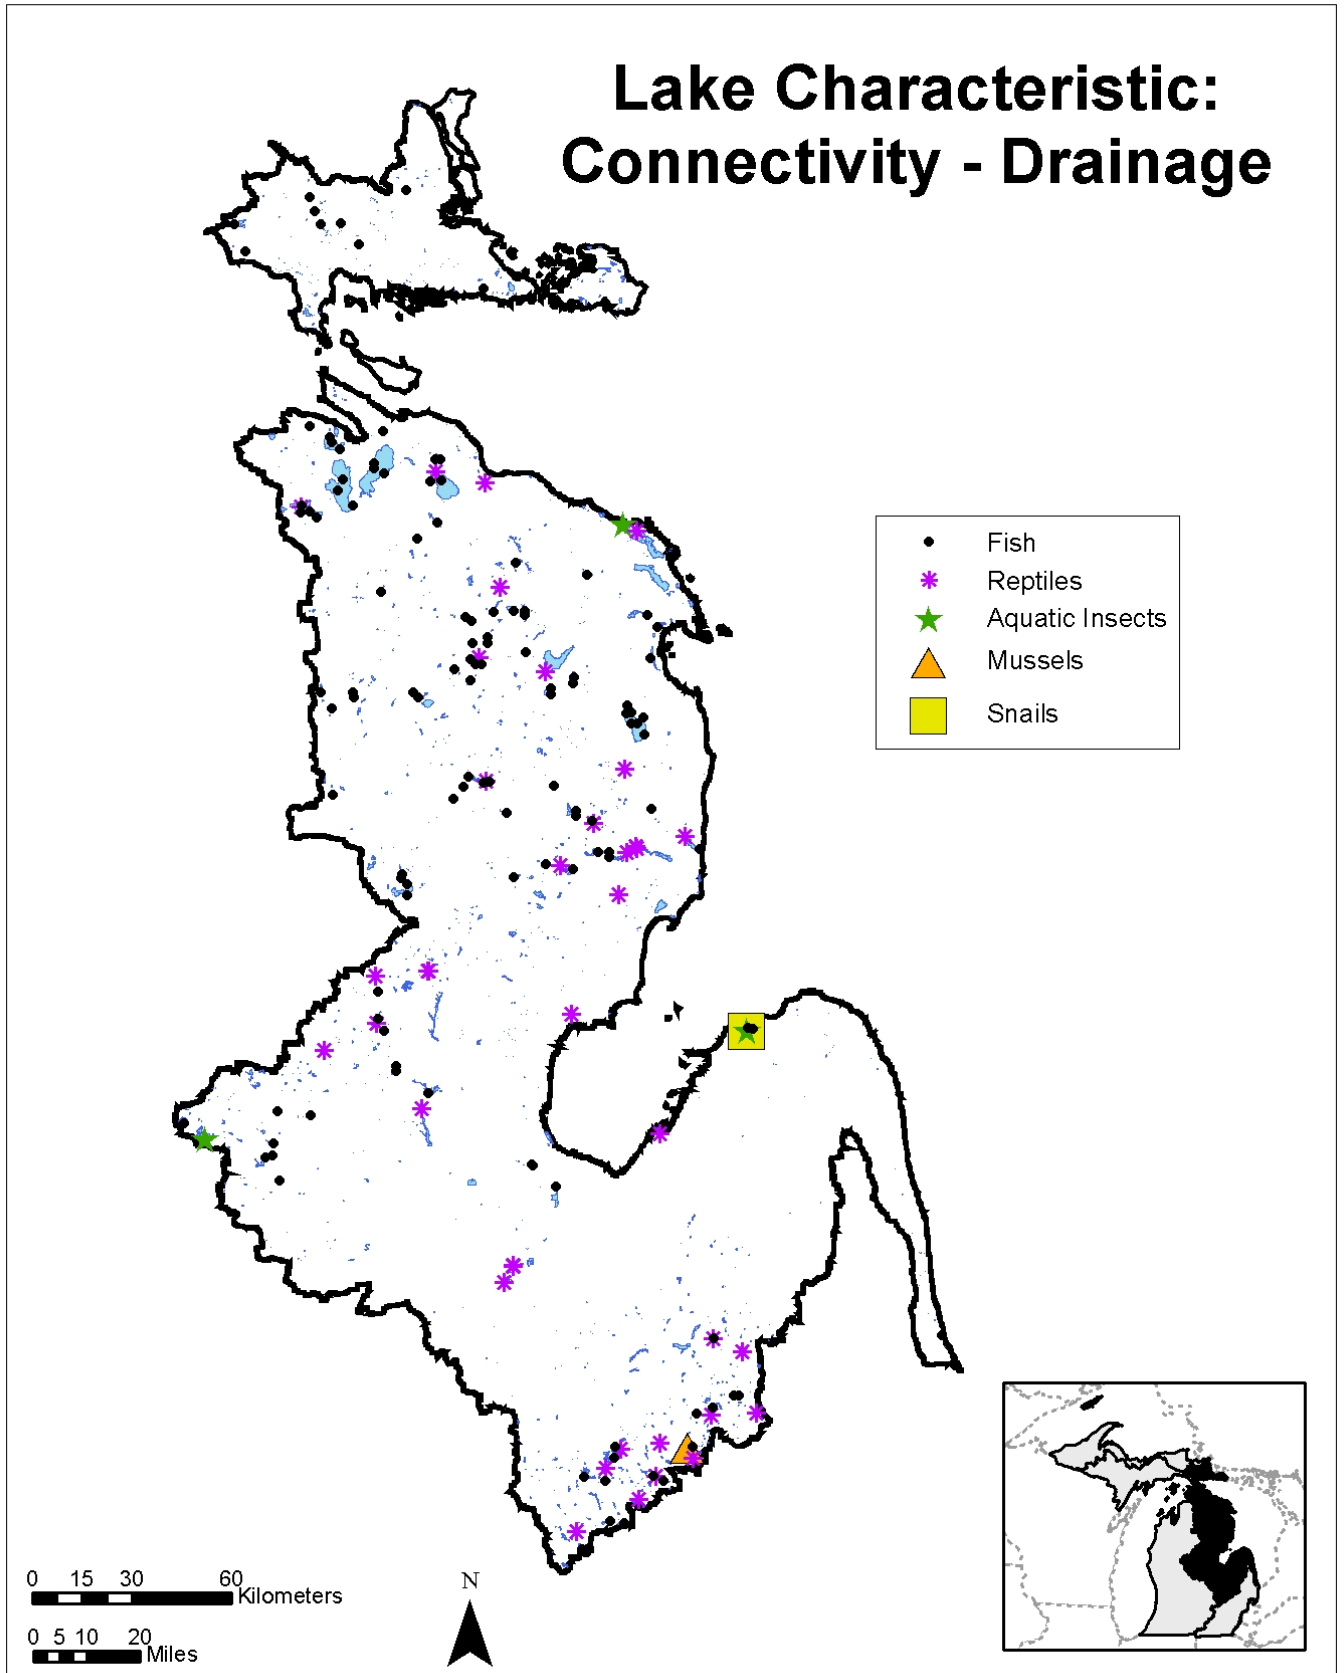 Lake Characteristic:
Connectivity - Drainage
Fish
Reptiles
Aquatic Insects
Mussels
Snails
0 15 30 60
Kilometers
0 5 10 20
Miles
N